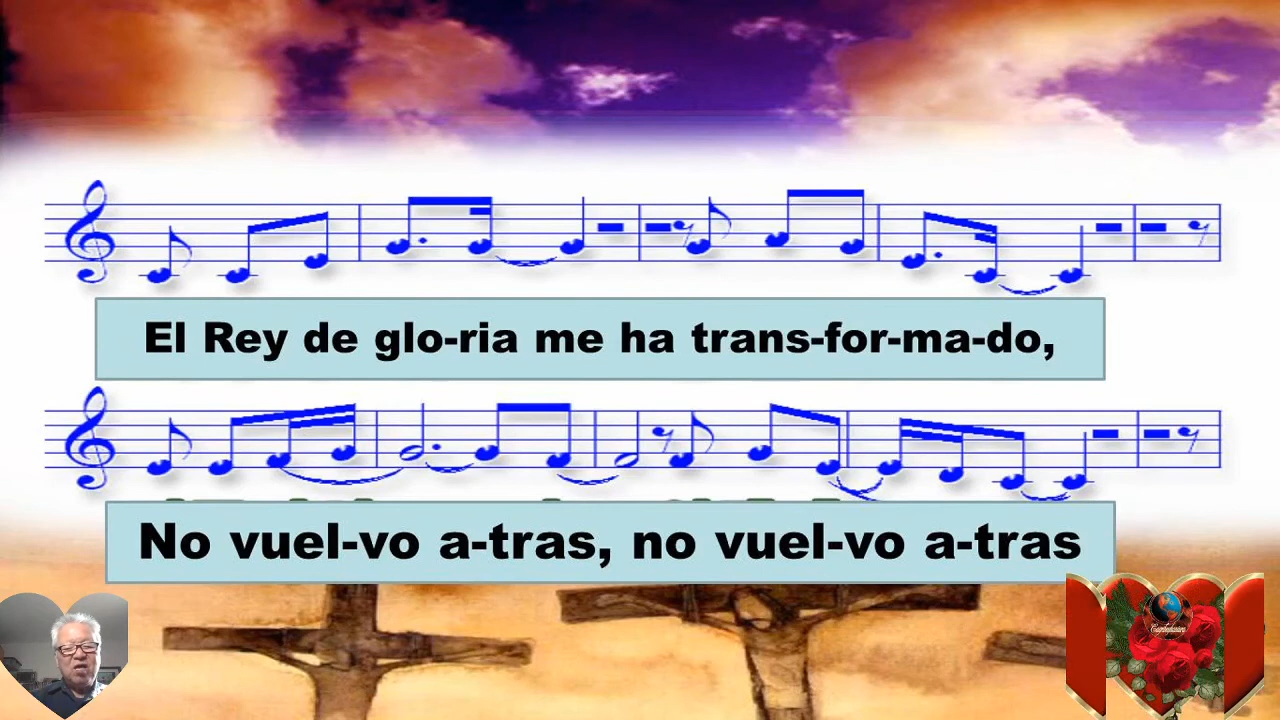 El Rey de glo-ria me ha trans-for-ma-do,
No vuel-vo a-tras, no vuel-vo a-tras